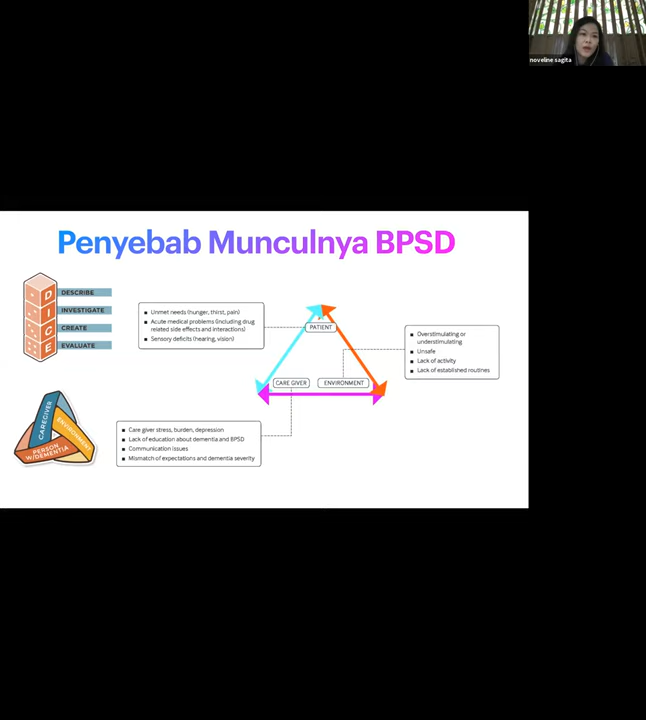 noveline sagita
Penyebab Munculnya BPSD
D
I
C
E
DESCRIBE
INVESTIGATE
CREATE
EVALUATE
Unmet needs (hunger, thirst, pain)
Acute medical problems (including drug
related side effects and interactions)
Sensory deficits (hearing, vision)
PATIENT
Overstimulating or
understimulating
Unsafe
Lack of activity
Lack of established routines
CARE GIVER
ENVIRONMENT
CAREGIVER
ENVIRONMENT
PERSON
W/DEMENTIA
Care giver stress, burden, depression
Lack of education about dementia and BPSD
Communication issues
Mismatch of expectations and dementia severity